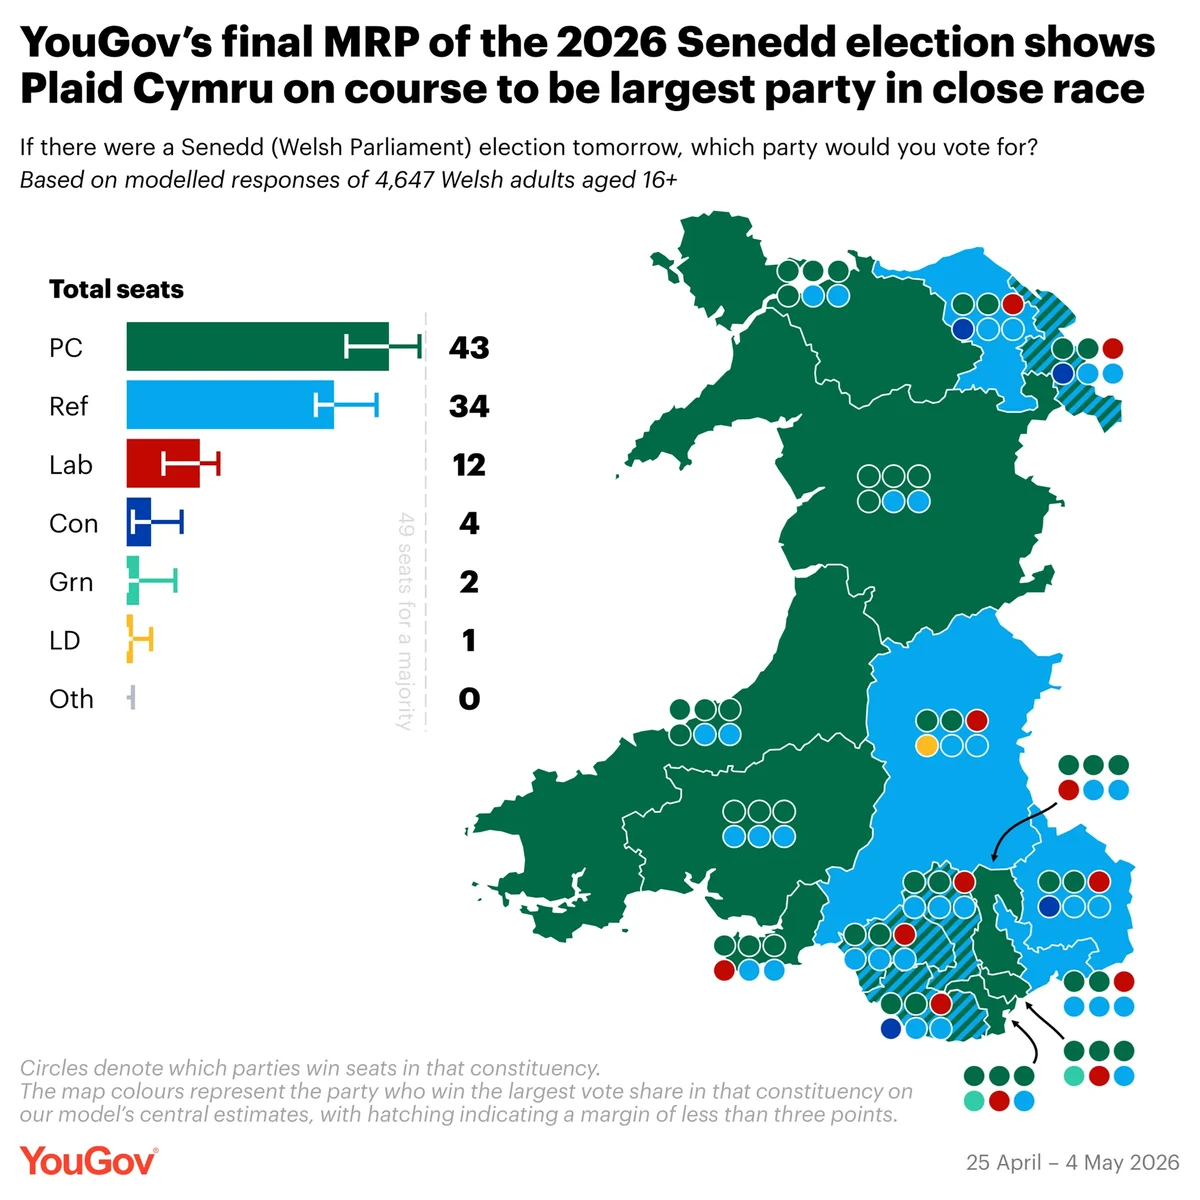 YouGov's final MRP of the 2026 Senedd election shows
Plaid Cymru on course to be largest party in close race
If there were a Senedd (Welsh Parliament) election tomorrow, which party would you vote for?
Based on modelled responses of 4,647 Welsh adults aged 16+
Total seats
PC 43
Ref 34
Lab 12
Con 4
Grn 2
LD 1
Oth 0
49 seats for a majority
Circles denote which parties win seats in that constituency.
The map colours represent the party who win the largest vote share in that constituency on
our model's central estimates, with hatching indicating a margin of less than three points.
YouGov®
25 April – 4 May 2026